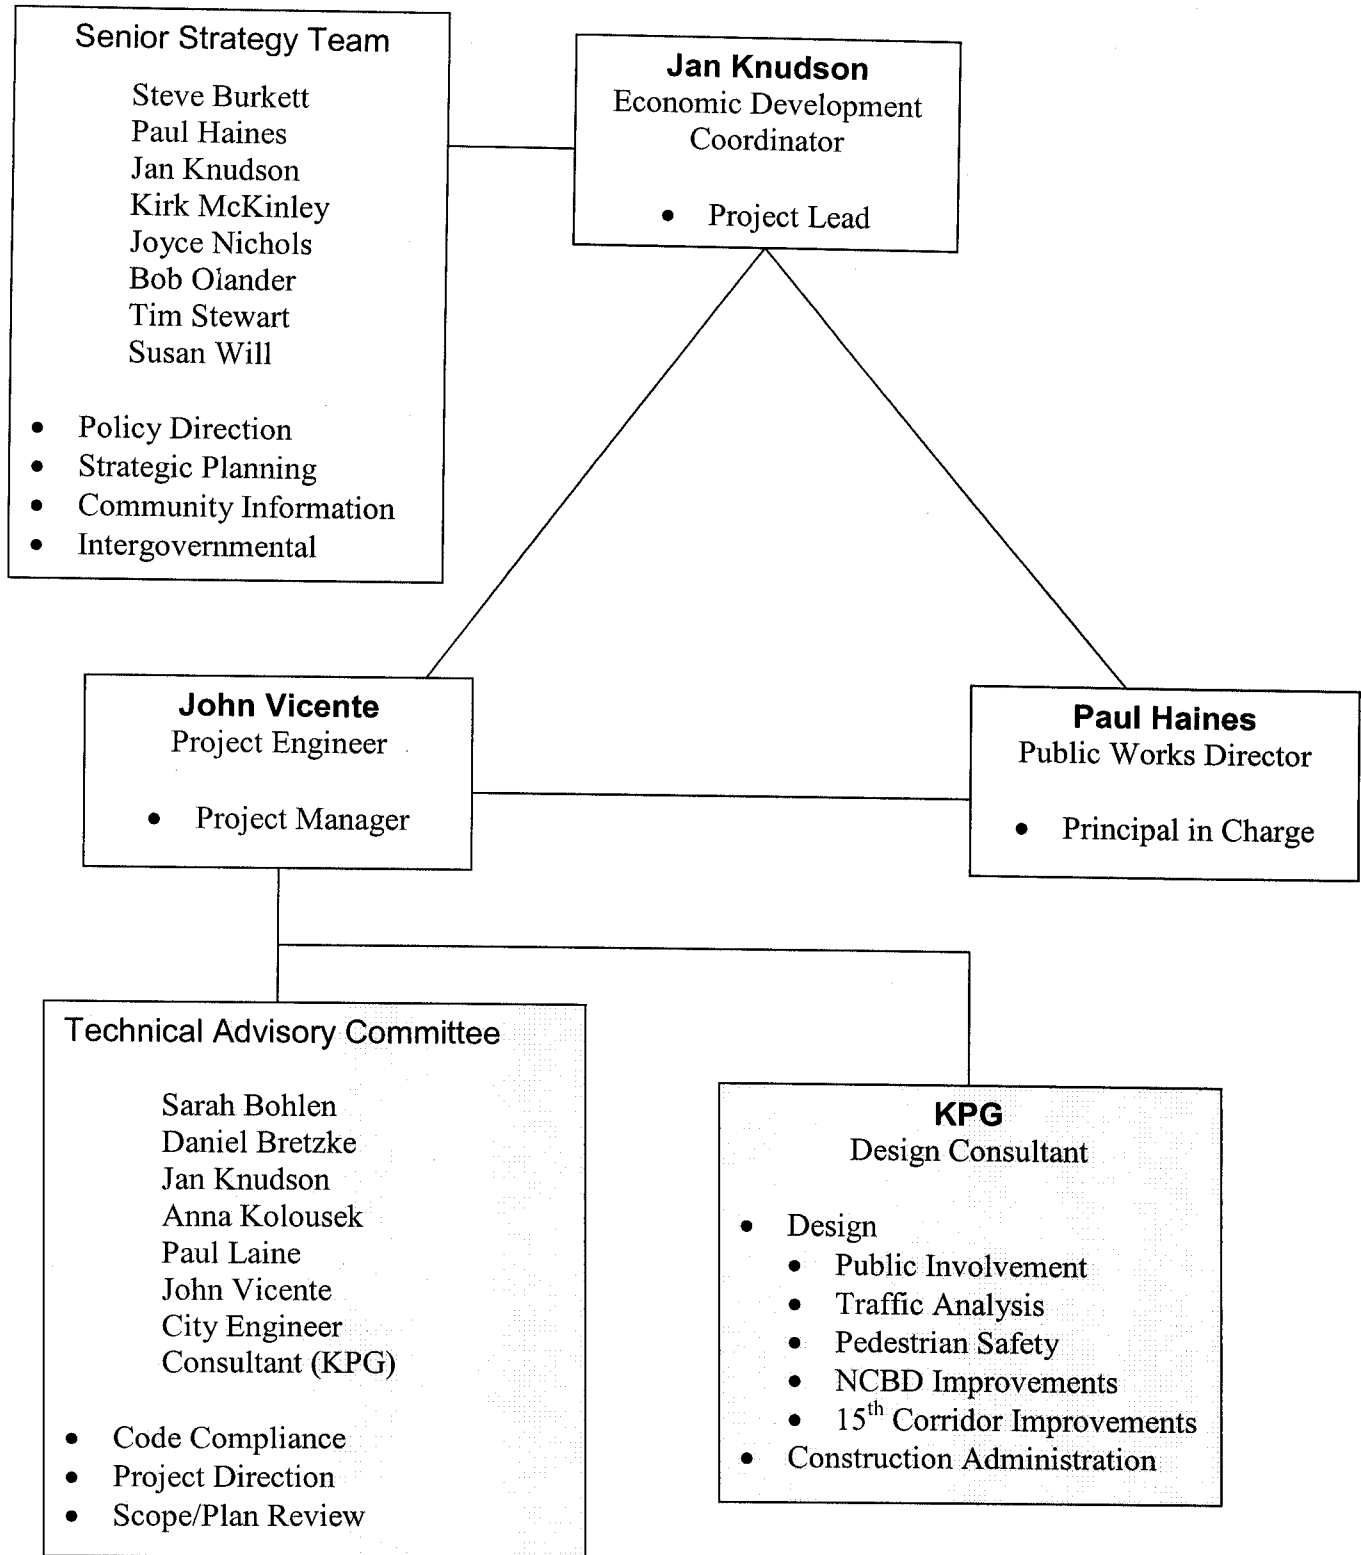 Senior Strategy Team
Steve Burkett
Paul Haines
Jan Knudson
Kirk McKinley
Joyce Nichols
Bob Olander
Tim Stewart
Susan Will
• Policy Direction
• Strategic Planning
• Community Information
• Intergovernmental
Jan Knudson
Economic Development
Coordinator
• Project Lead
John Vicente
Project Engineer
• Project Manager
Paul Haines
Public Works Director
• Principal in Charge
Technical Advisory Committee
Sarah Bohlen
Daniel Bretzke
Jan Knudson
Anna Kolousek
Paul Laine
John Vicente
City Engineer
Consultant (KPG)
• Code Compliance
• Project Direction
• Scope/Plan Review
KPG
Design Consultant
• Design
• Public Involvement
• Traffic Analysis
• Pedestrian Safety
• NCBD Improvements
• 15th Corridor Improvements
• Construction Administration